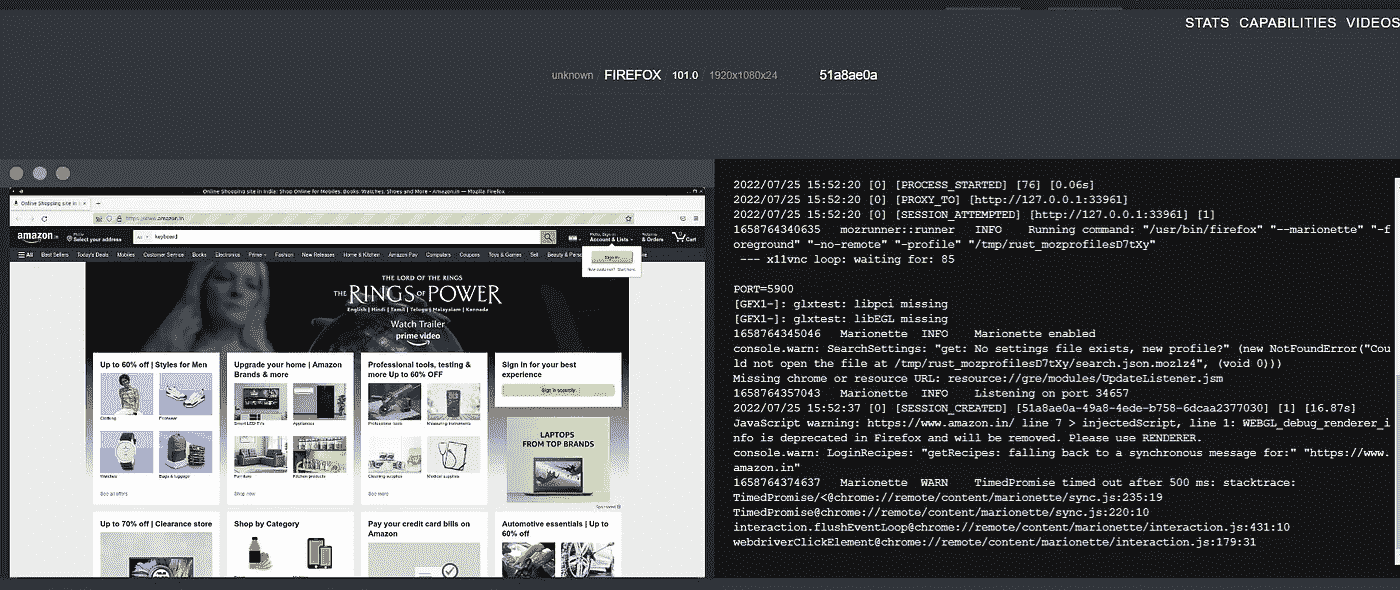 STATS CAPABILITIES VIDEOS
unknown / FIREFOX / 101.0 / 1920x1080x24 51a8ae0a
Online Shopping site in India: Shop Online for Mobiles, Books, Watches, Shoes and More - Amazon.in — Mozilla Firefox
Online Shopping site in
https://www.amazon.in
amazon.in
Select your address
All
keyboard
Hello, Sign in
Account & Lists
& Orders
Cart
All Best Sellers Today's Deals Mobiles Customer Service Books Electronics Prime Fashion New Releases Home & Kitchen Amazon Pay Computers Coupons Toys & Games Sell Beauty & Pers
Sign in
New customer? Start here.
THE LORD OF THE RINGS
THE RINGS OF POWER
English | Hindi | Tamil | Telugu | Malayalam | Kannada
Watch Trailer
prime video
Up to 60% off | Styles for Men
Clothing
Footwear
Watches
Bags & luggage
See all offers
Upgrade your home | Amazon
Brands & more
Smart LED TVs
Appliances
Furniture
Kitchen products
Shop now
Professional tools, testing &
more Up to 60% OFF
Professional tools
Measuring instruments
Cleaning supplies
Medical supplies
See more
Sign in for your best
experience
Sign in securely
LAPTOPS
FROM TOP BRANDS
Sponsored
Up to 70% off | Clearance store
Shop by Category
Pay your credit card bills on
Amazon
Automotive essentials | Up to
60% off
2022/07/25 15:52:20 [0] [PROCESS_STARTED] [76] [0.06s]
2022/07/25 15:52:20 [0] [PROXY_TO] [http://127.0.0.1:33961]
2022/07/25 15:52:20 [0] [SESSION_ATTEMPTED] [http://127.0.0.1:33961] [1]
1658764340635 mozrunner::runner INFO Running command: "/usr/bin/firefox" "--marionette" "-f
oreground" "-no-remote" "-profile" "/tmp/rust_mozprofilesD7tXy"
--- x11vnc loop: waiting for: 85
PORT=5900
[GFX1-]: glxtest: libpci missing
[GFX1-]: glxtest: libEGL missing
1658764345046 Marionette INFO Marionette enabled
console.warn: SearchSettings: "get: No settings file exists, new profile?" (new NotFoundError("Cou
ld not open the file at /tmp/rust_mozprofilesD7tXy/search.json.mozlz4", (void 0)))
Missing chrome or resource URL: resource://gre/modules/UpdateListener.jsm
1658764357043 Marionette INFO Listening on port 34657
2022/07/25 15:52:37 [0] [SESSION_CREATED] [51a8ae0a-49a8-4ede-b758-6dcaa2377030] [1] [16.87s]
JavaScript warning: https://www.amazon.in/ line 7 > injectedScript, line 1: WEBGL_debug_renderer_i
nfo is deprecated in Firefox and will be removed. Please use RENDERER.
console.warn: LoginRecipes: "getRecipes: falling back to a synchronous message for:" "https://www.
amazon.in"
1658764374637 Marionette WARN TimedPromise timed out after 500 ms: stacktrace:
TimedPromise/<@chrome://remote/content/marionette/sync.js:235:19
TimedPromise@chrome://remote/content/marionette/sync.js:220:10
interaction.flushEventLoop@chrome://remote/content/marionette/interaction.js:431:10
webdriverClickElement@chrome://remote/content/marionette/interaction.js:179:31